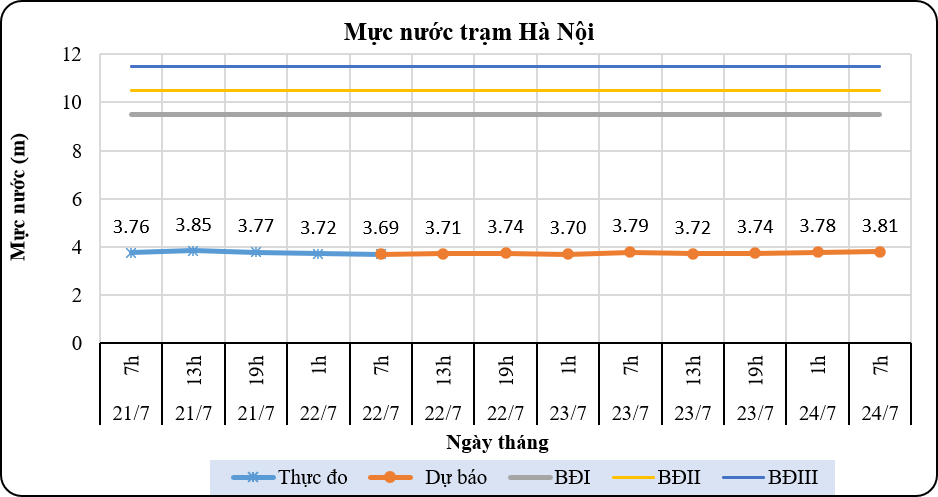 Mực nước trạm Hà Nội
Mực nước (m)
12
10
8
6
4
2
0
3.76 3.85 3.77 3.72 3.69 3.71 3.74 3.70 3.79 3.72 3.74 3.78 3.81
7h 13h 19h 1h 7h 13h 19h 1h 7h 13h 19h 1h 7h
21/7 21/7 21/7 22/7 22/7 22/7 22/7 23/7 23/7 23/7 23/7 24/7 24/7
Ngày tháng
Thực đo Dự báo BĐI BĐII BĐIII